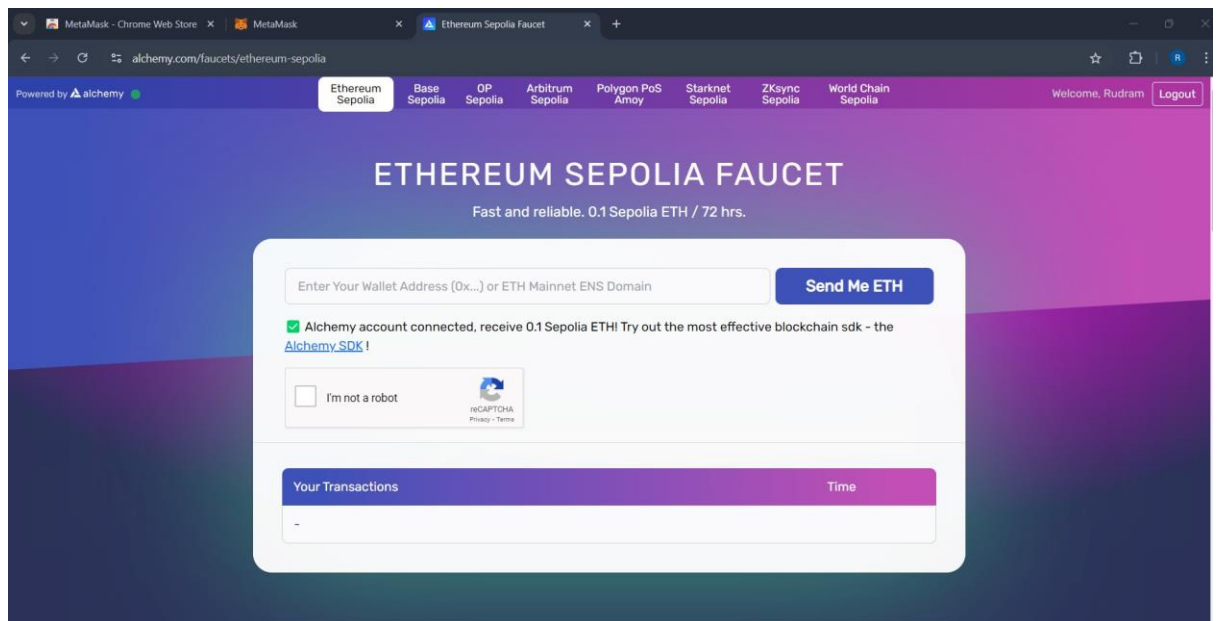 MetaMask - Chrome Web Store
MetaMask
Ethereum Sepolia Faucet
alchemy.com/faucets/ethereum-sepolia
R
Powered by alchemy
Ethereum Sepolia
Base Sepolia
OP Sepolia
Arbitrum Sepolia
Polygon PoS Amoy
Starknet Sepolia
ZKsync Sepolia
World Chain Sepolia
Welcome, Rudram
Logout
ETHEREUM SEPOLIA FAUCET
Fast and reliable. 0.1 Sepolia ETH / 72 hrs.
Enter Your Wallet Address (0x...) or ETH Mainnet ENS Domain
Send Me ETH
Alchemy account connected, receive 0.1 Sepolia ETH! Try out the most effective blockchain sdk - the
Alchemy SDK !
I'm not a robot
reCAPTCHA
Privacy - Terms
Your Transactions
Time
-